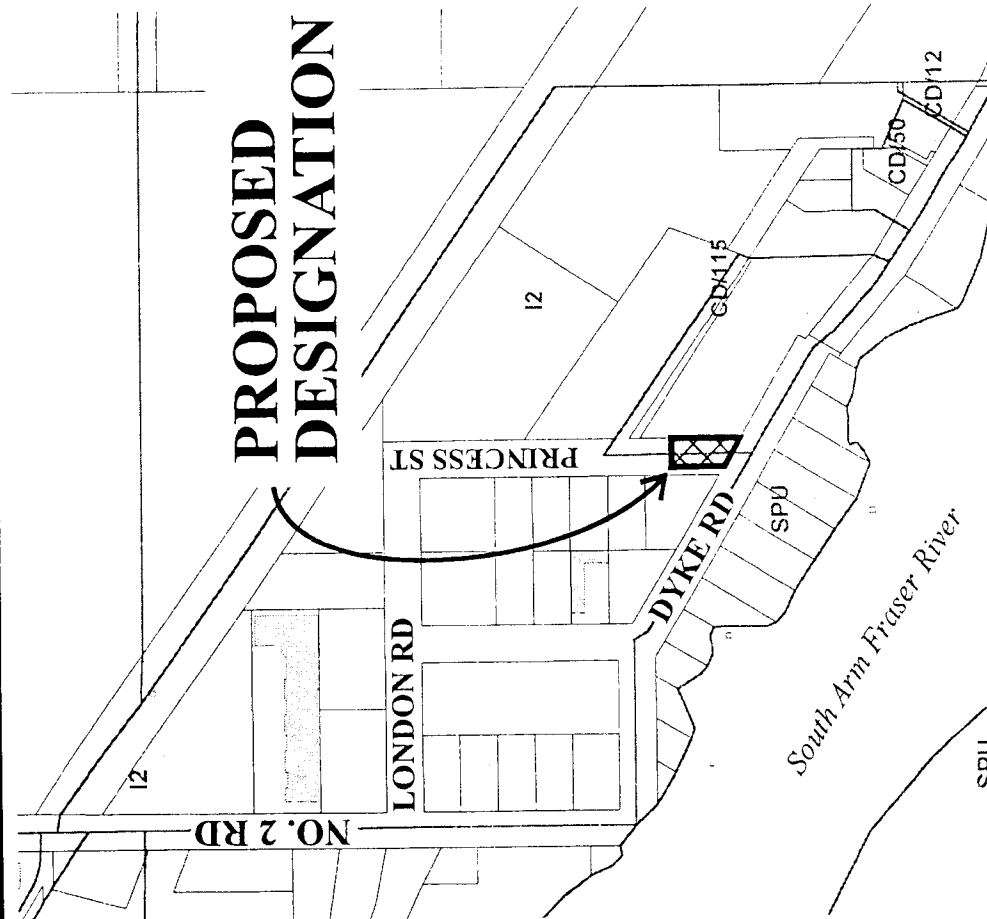 PROPOSED
DESIGNATION
CD/12
CD/50
CD/115
I2
PRINCESS ST
DYKE RD
SPU
LONDON RD
South Arm Fraser River
I2
NO. 2 RD
SPU